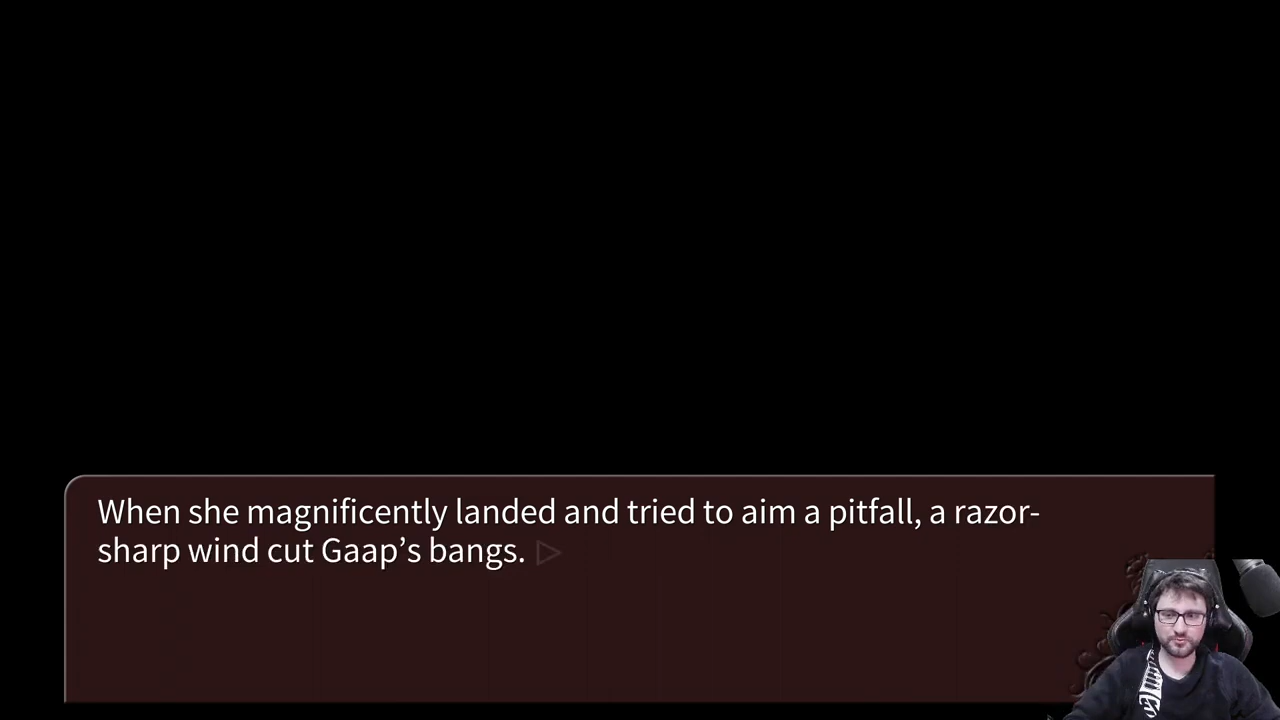 When she magnificently landed and tried to aim a pitfall, a razor-
sharp wind cut Gaap’s bangs.